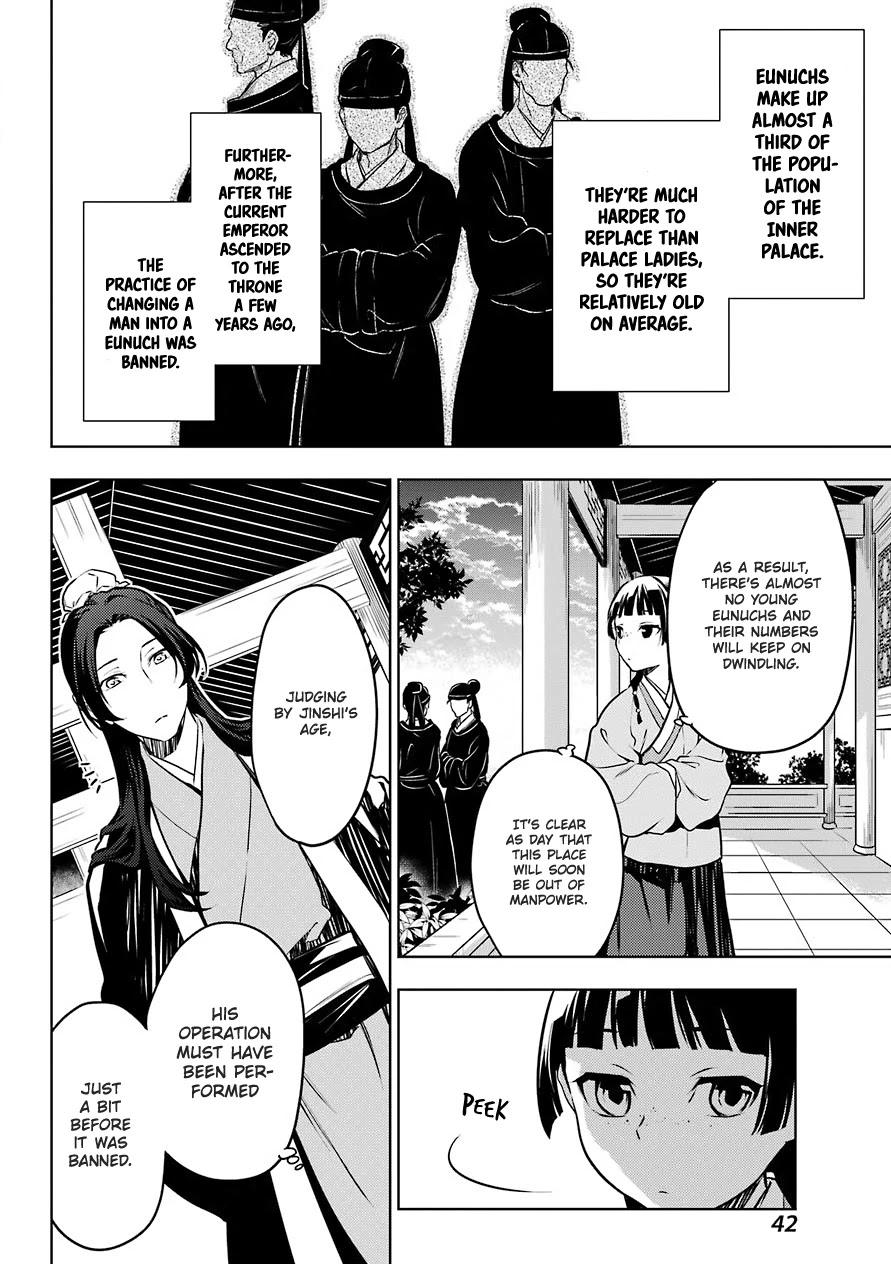 EUNUCHS
MAKE UP
ALMOST A
THIRD OF
THE POPU-
LATION
OF THE
INNER
PALACE.
THEY'RE MUCH
HARDER TO
REPLACE THAN
PALACE LADIES,
SO THEY'RE
RELATIVELY OLD
ON AVERAGE.
FURTHER-
MORE,
AFTER THE
CURRENT
EMPEROR
ASCENDED
TO THE
THRONE
A FEW
YEARS AGO,
THE
PRACTICE OF
CHANGING A
MAN INTO A
EUNUCH WAS
BANNED.
AS A RESULT,
THERE'S ALMOST
NO YOUNG
EUNUCHS AND
THEIR NUMBERS
WILL KEEP ON
DWINDLING.
IT'S CLEAR
AS DAY THAT
THIS PLACE
WILL SOON
BE OUT OF
MANPOWER.
PEEK
JUDGING
BY JINSHI'S
AGE,
HIS
OPERATION
MUST HAVE
BEEN PER-
FORMED
JUST
A BIT
BEFORE
IT WAS
BANNED.
42